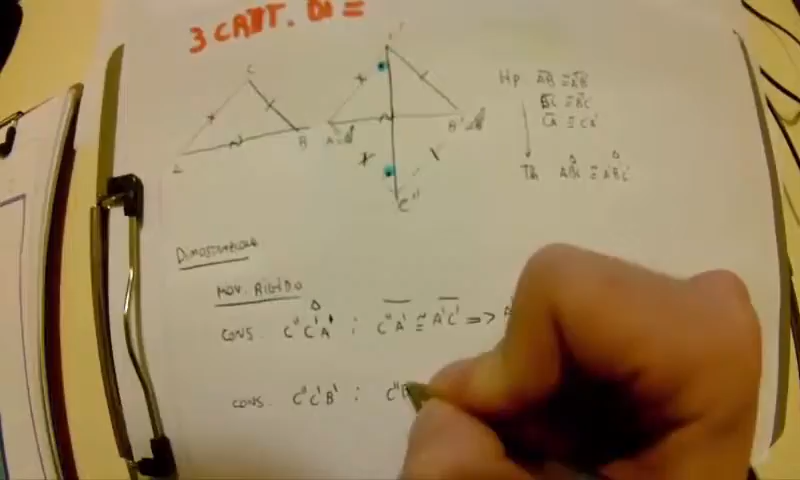 3 CRIT. DI ≅
C
A
B
C'
B'≡B
C"
Hp AB ≅ A'B'
BC ≅ B'C'
CA ≅ C'A'
Th ABC ≅ A'B'C'
DIMOSTRAZIONE
MOV. RIGIDO
CONS. C"C'A' : C"A' ≅ A'C' =>
CONS. C"C'B' : C"B